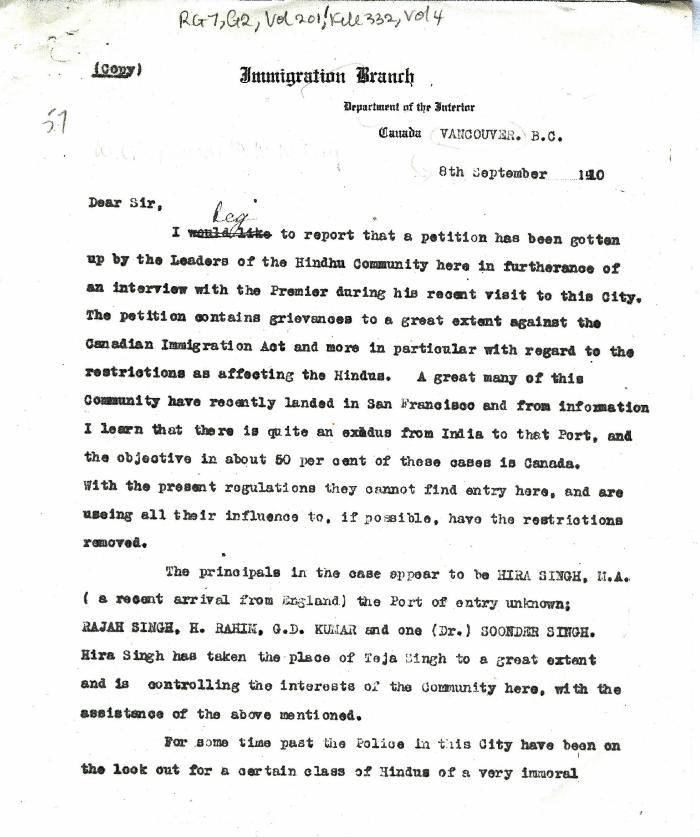 RG7, G2, Vol 201, File 332, Vol 4
(Copy)
Immigration Branch
Department of the Interior
Canada VANCOUVER. B.C.
57
8th September 1910
Dear Sir,
beg
I would like to report that a petition has been gotten
up by the Leaders of the Hindhu Community here in furtherance of
an interview with the Premier during his recent visit to this City.
The petition contains grievances to a great extent against the
Canadian Immigration Act and more in particular with regard to the
restrictions as affecting the Hindus. A great many of this
Community have recently landed in San Francisco and from information
I learn that there is quite an exodus from India to that Port, and
the objective in about 50 per cent of these cases is Canada.
With the present regulations they cannot find entry here, and are
useing all their influence to, if possible, have the restrictions
removed.
The principals in the case appear to be HIRA SINGH, M.A.
( a recent arrival from England) the Port of entry unknown;
RAJAH SINGH, H. RAHIM, G.D. KUMAR and one (Dr.) SOONDER SINGH.
Hira Singh has taken the place of Teja Singh to a great extent
and is controlling the interests of the Community here, with the
assistance of the above mentioned.
For some time past the Police in this City have been on
the look out for a certain class of Hindus of a very immoral